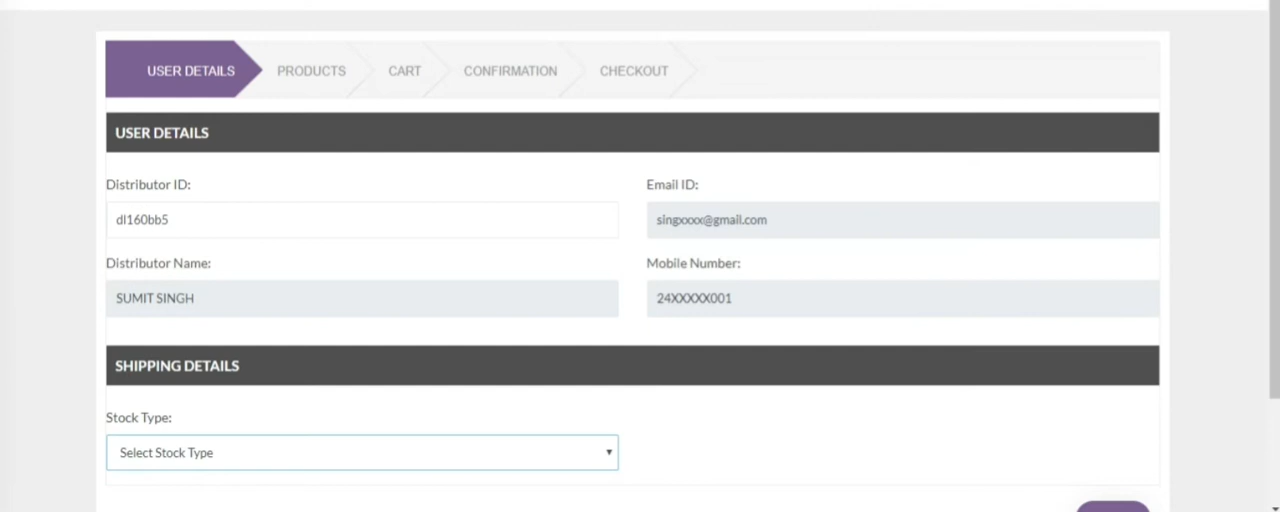 USER DETAILS PRODUCTS CART CONFIRMATION CHECKOUT
USER DETAILS
Distributor ID: Email ID:
dl160bb5 singxxxx@gmail.com
Distributor Name: Mobile Number:
SUMIT SINGH 24XXXXX001
SHIPPING DETAILS
Stock Type:
Select Stock Type